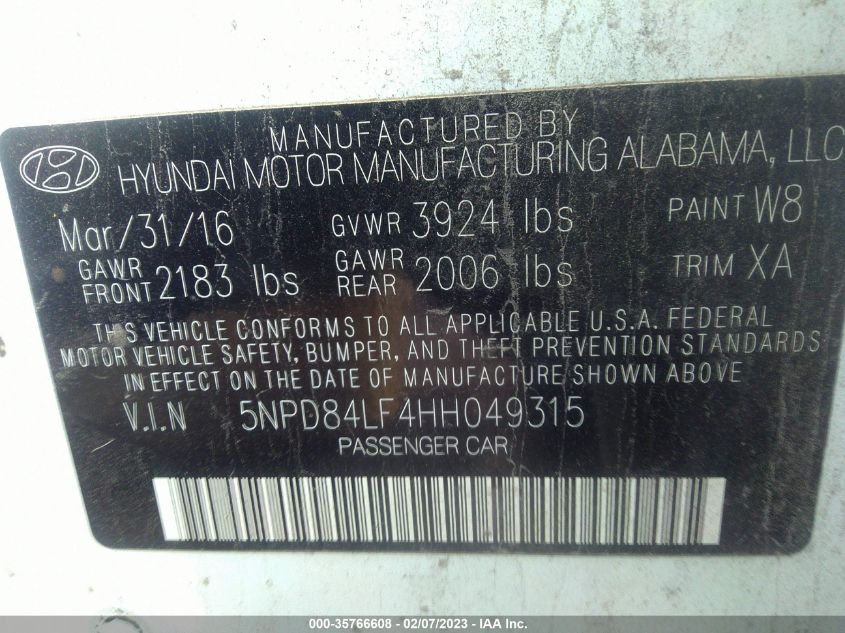 MANUFACTURED BY
HYUNDAI MOTOR MANUFACTURING ALABAMA, LLC
Mar/31/16 GVWR 3924 lbs PAINT W8
GAWR FRONT 2183 lbs GAWR REAR 2006 lbs TRIM XA
THIS VEHICLE CONFORMS TO ALL APPLICABLE U.S.A. FEDERAL
MOTOR VEHICLE SAFETY, BUMPER, AND THEFT PREVENTION STANDARDS
IN EFFECT ON THE DATE OF MANUFACTURE SHOWN ABOVE
V.I.N 5NPD84LF4HH049315
PASSENGER CAR
000-35766608 - 02/07/2023 - IAA Inc.